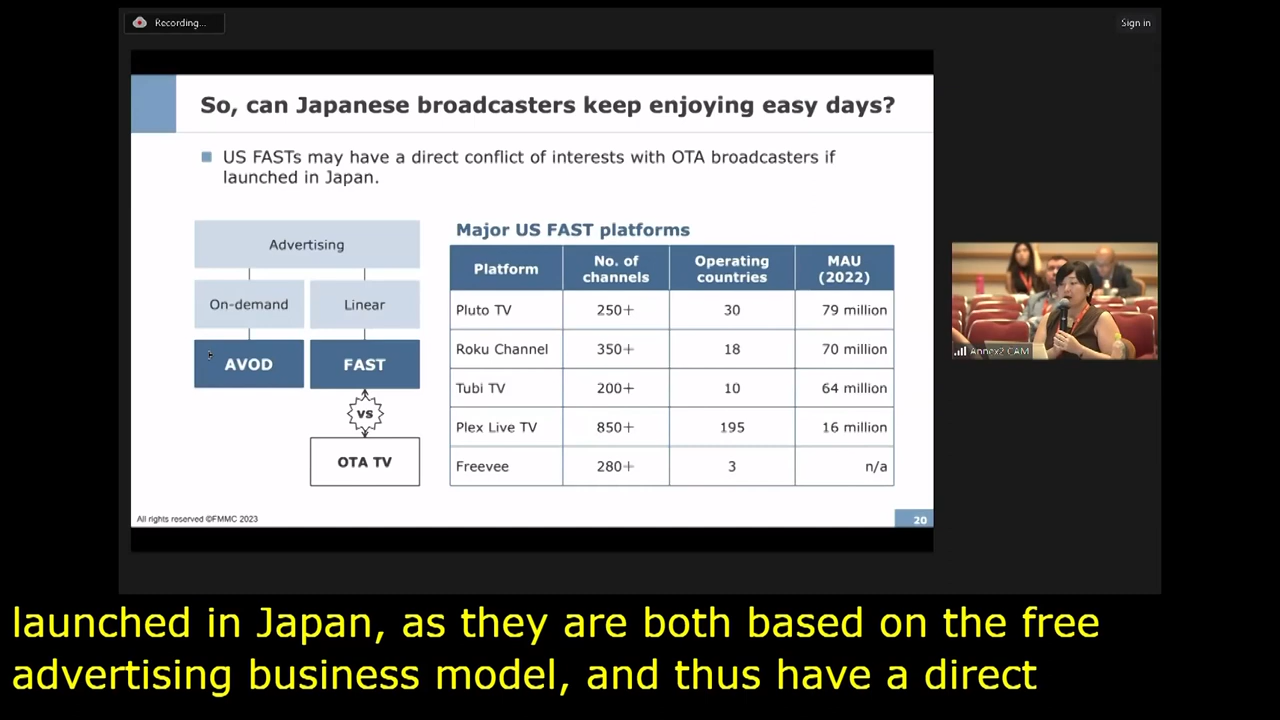 Recording...
Sign in
So, can Japanese broadcasters keep enjoying easy days?
US FASTs may have a direct conflict of interests with OTA broadcasters if
launched in Japan.
Advertising
On-demand
Linear
AVOD
FAST
vs
OTA TV
Major US FAST platforms
Platform
No. of
channels
Operating
countries
MAU
(2022)
Pluto TV 250+ 30 79 million
Roku Channel 350+ 18 70 million
Tubi TV 200+ 10 64 million
Plex Live TV 850+ 195 16 million
Freevee 280+ 3 n/a
All rights reserved ©FMMC 2023
20
Annex2 CAM
launched in Japan, as they are both based on the free
advertising business model, and thus have a direct